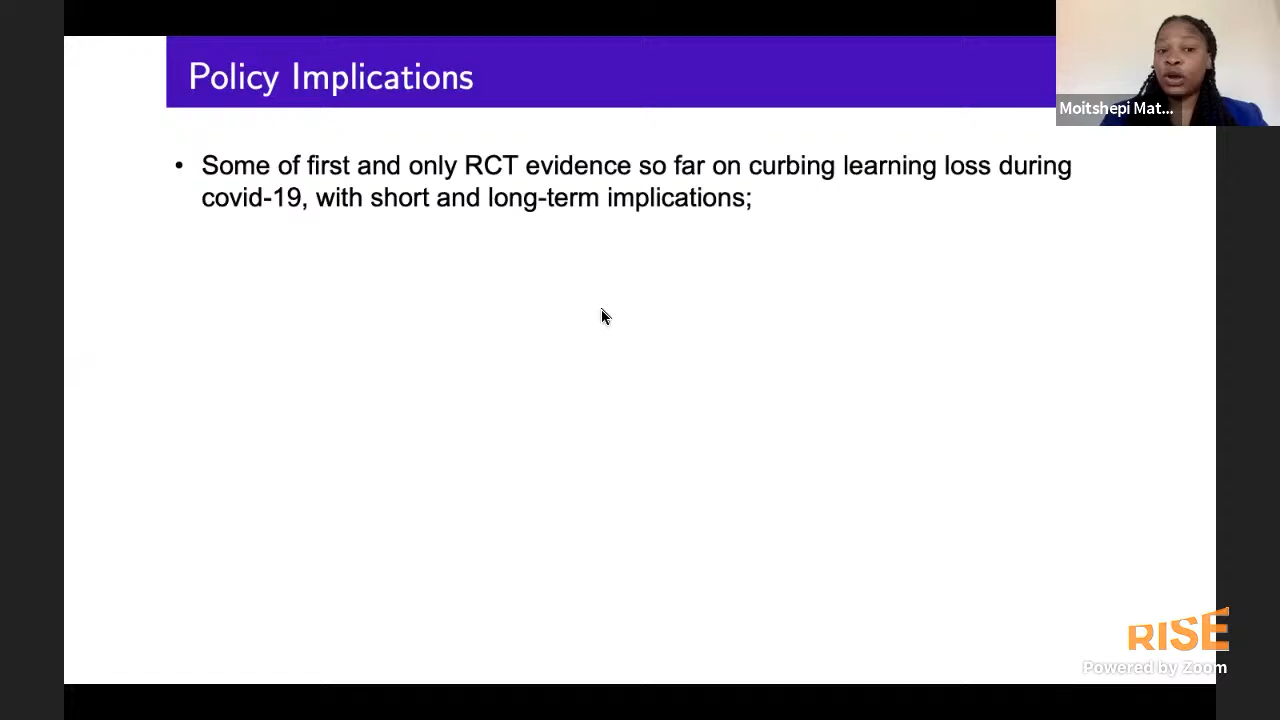 Policy Implications
Moitshepi Mat...
• Some of first and only RCT evidence so far on curbing learning loss during
covid-19, with short and long-term implications;
RISE
Powered by Zoom